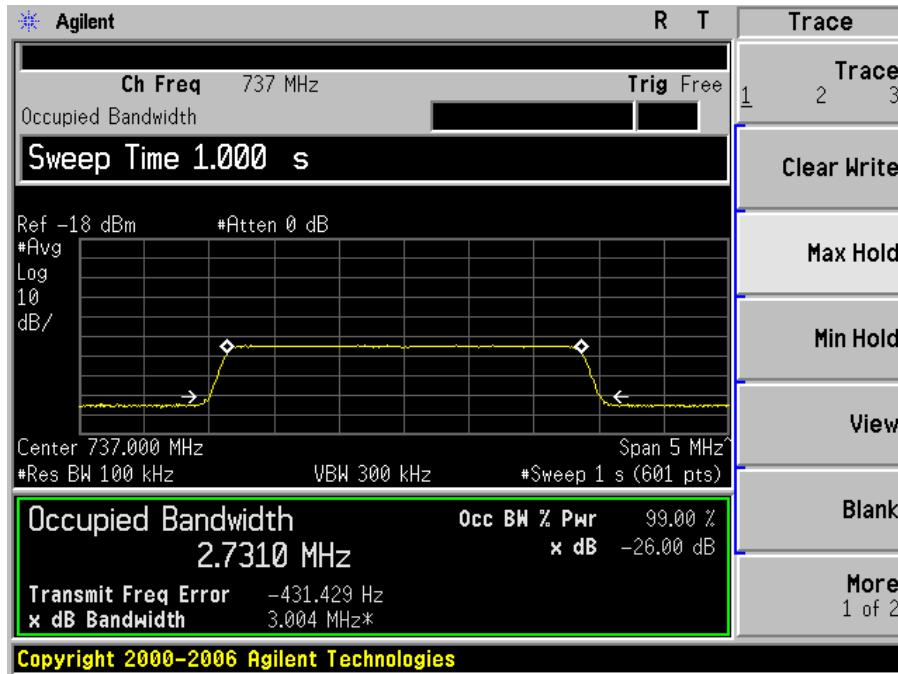 Agilent R T Trace
Ch Freq 737 MHz Trig Free
Occupied Bandwidth
Trace
1 2 3
Sweep Time 1.000 s
Clear Write
Ref -18 dBm #Atten 0 dB
#Avg
Log
10
dB/
Max Hold
Min Hold
Center 737.000 MHz Span 5 MHz^
#Res BW 100 kHz VBW 300 kHz #Sweep 1 s (601 pts)
View
Occupied Bandwidth Occ BW % Pwr 99.00 %
2.7310 MHz x dB -26.00 dB
Blank
Transmit Freq Error -431.429 Hz
x dB Bandwidth 3.004 MHz*
More
1 of 2
Copyright 2000-2006 Agilent Technologies